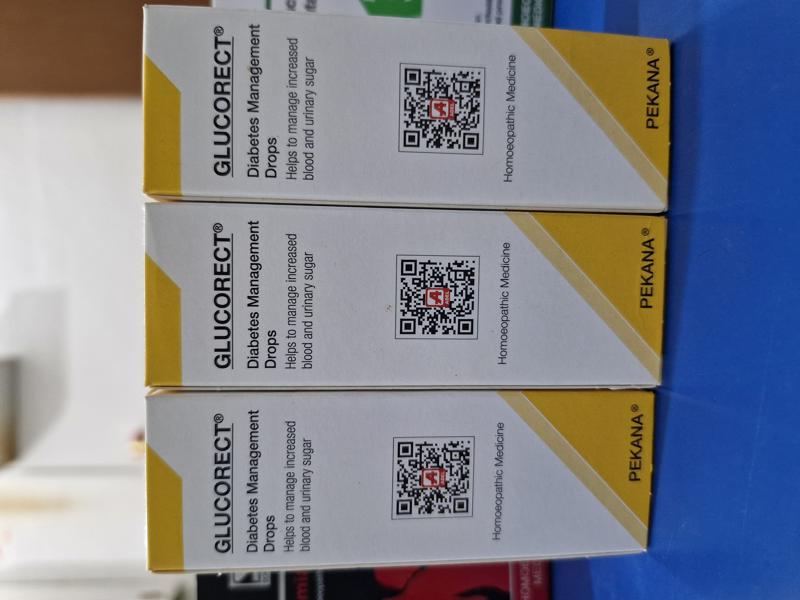 GLUCORECT®
Diabetes Management
Drops
Helps to manage increased
blood and urinary sugar
Homoeopathic Medicine
PEKANA®
GLUCORECT®
Diabetes Management
Drops
Helps to manage increased
blood and urinary sugar
Homoeopathic Medicine
PEKANA®
GLUCORECT®
Diabetes Management
Drops
Helps to manage increased
blood and urinary sugar
Homoeopathic Medicine
PEKANA®